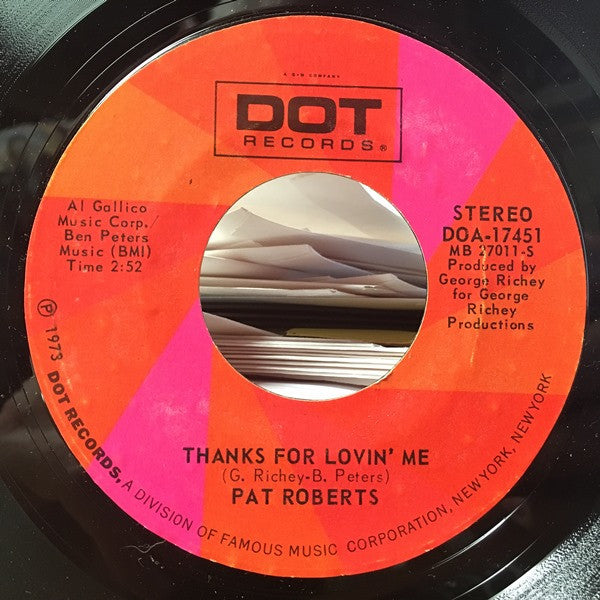 A G+W COMPANY
DOT
RECORDS®
Al Gallico
Music Corp./
Ben Peters
Music (BMI)
Time 2:52
STEREO
DOA-17451
MB 27011-S
Produced by
George Richey
for George
Richey
Productions
THANKS FOR LOVIN' ME
(G. Richey-B. Peters)
PAT ROBERTS
℗ 1973 DOT RECORDS, A DIVISION OF FAMOUS MUSIC CORPORATION, NEW YORK, NEW YORK